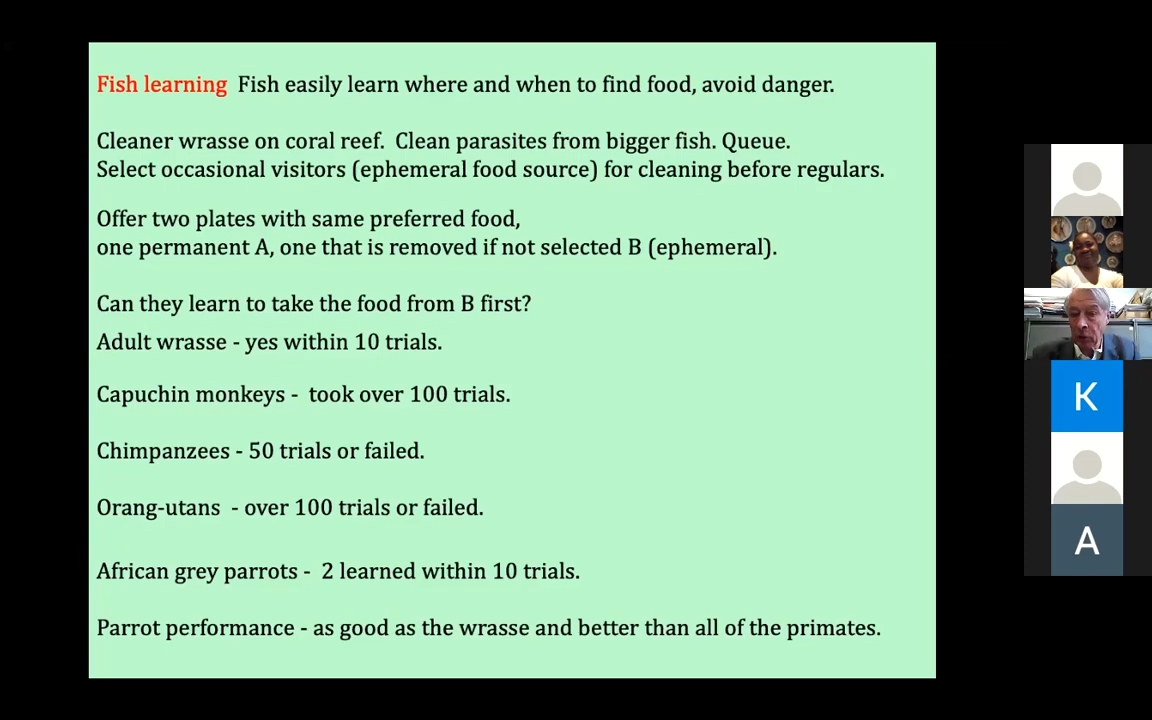 Fish learning Fish easily learn where and when to find food, avoid danger.
Cleaner wrasse on coral reef. Clean parasites from bigger fish. Queue.
Select occasional visitors (ephemeral food source) for cleaning before regulars.
Offer two plates with same preferred food,
one permanent A, one that is removed if not selected B (ephemeral).
Can they learn to take the food from B first?
Adult wrasse - yes within 10 trials.
Capuchin monkeys - took over 100 trials.
Chimpanzees - 50 trials or failed.
Orang-utans - over 100 trials or failed.
African grey parrots - 2 learned within 10 trials.
Parrot performance - as good as the wrasse and better than all of the primates.
K
A